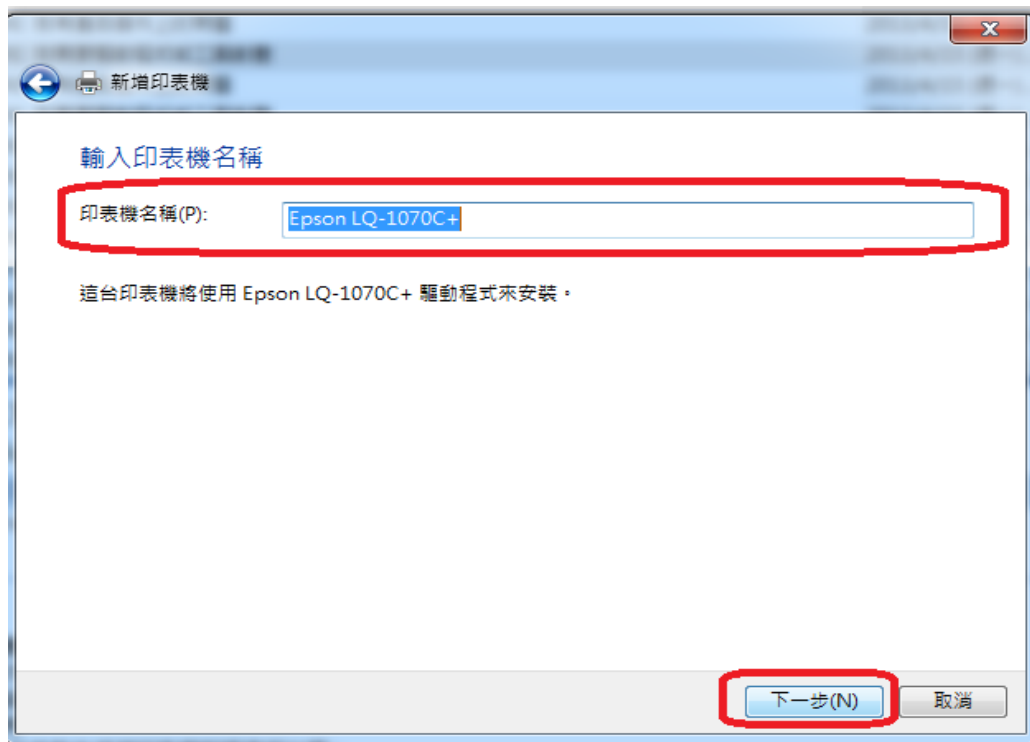 新增印表機
輸入印表機名稱
印表機名稱(P):
Epson LQ-1070C+
這台印表機將使用 Epson LQ-1070C+ 驅動程式來安裝。
下一步(N)
取消